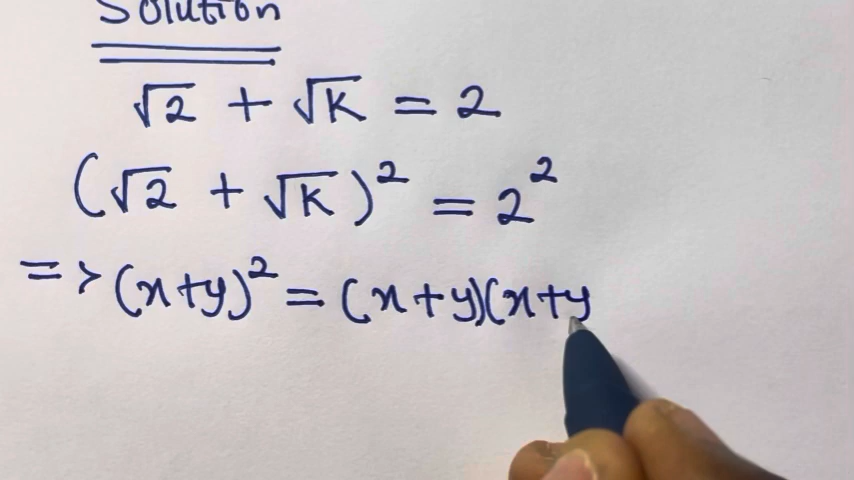 Solution
√2 + √K = 2
(√2 + √K)² = 2²
=> (x+y)² = (x+y)(x+y